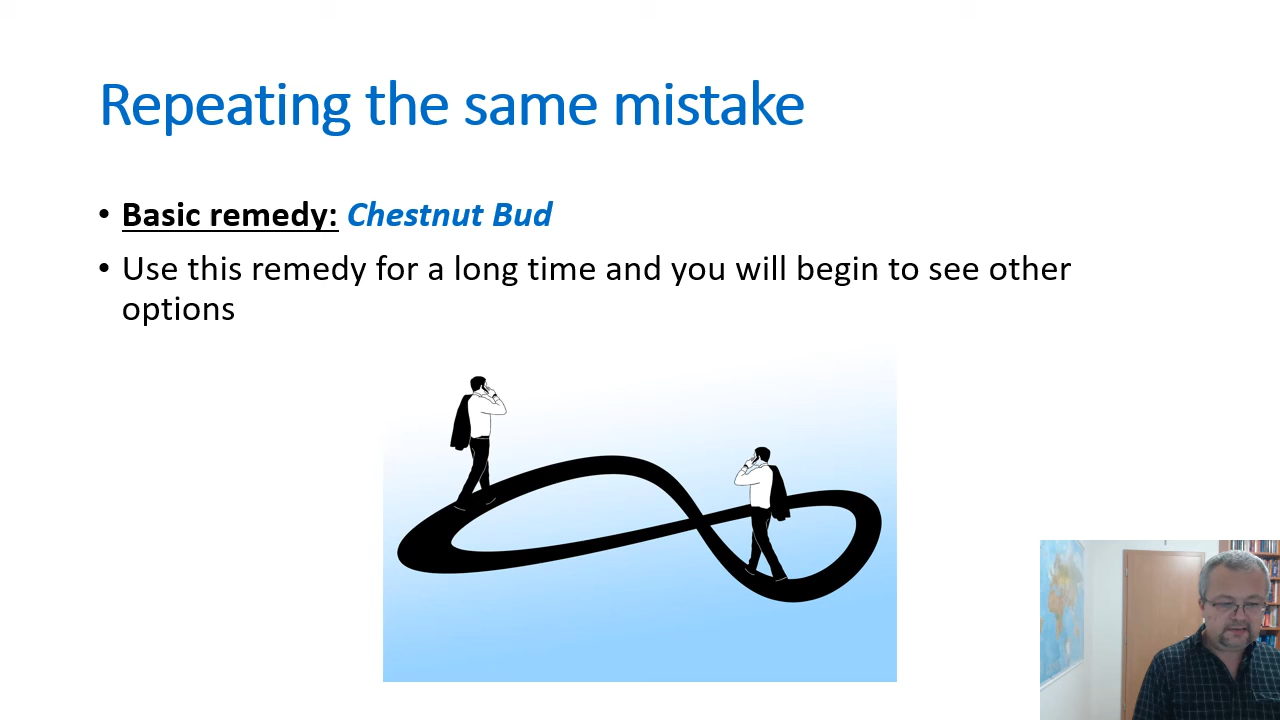 Repeating the same mistake
• Basic remedy: Chestnut Bud
• Use this remedy for a long time and you will begin to see other
options